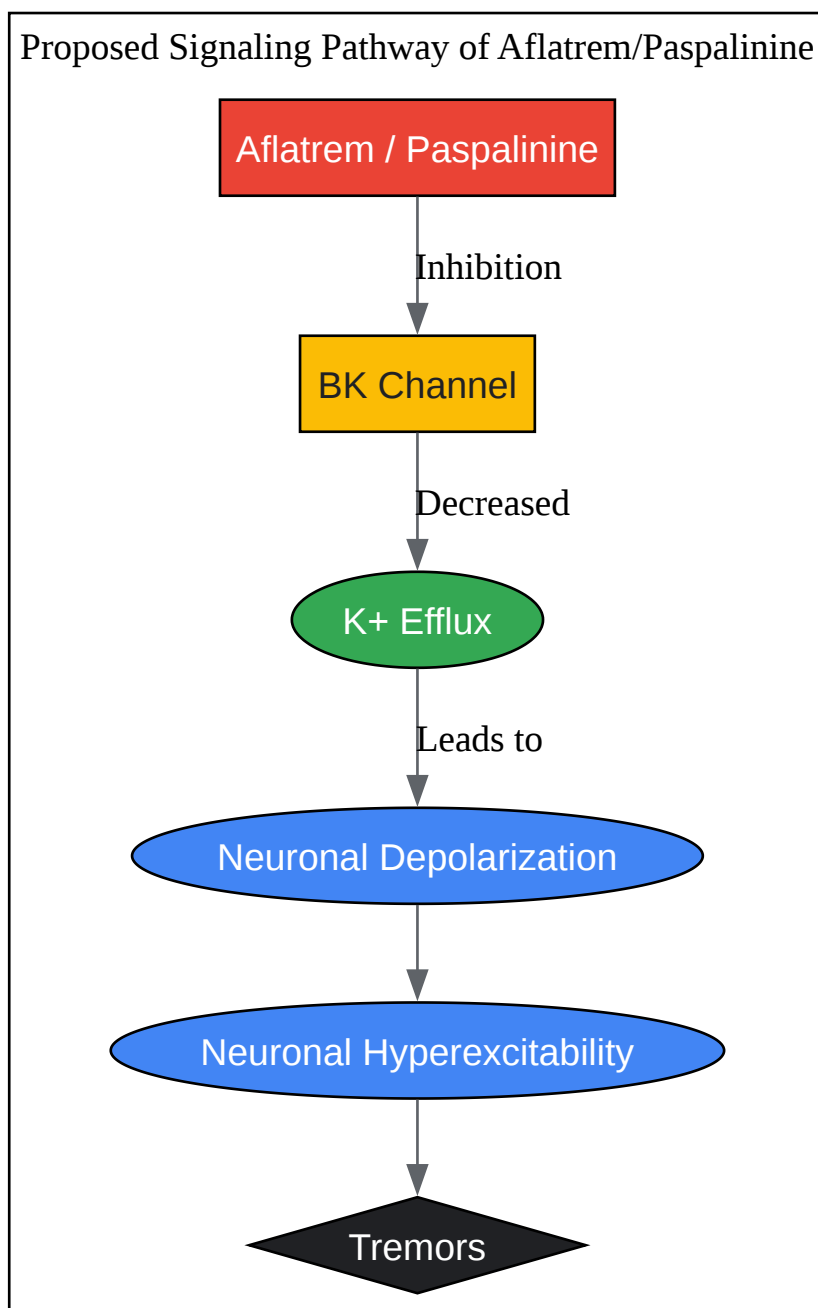 Proposed Signaling Pathway of Aflatrem/Paspalinine
Aflatrem / Paspalinine
Inhibition
BK Channel
Decreased
K+ Efflux
Leads to
Neuronal Depolarization
Neuronal Hyperexcitability
Tremors